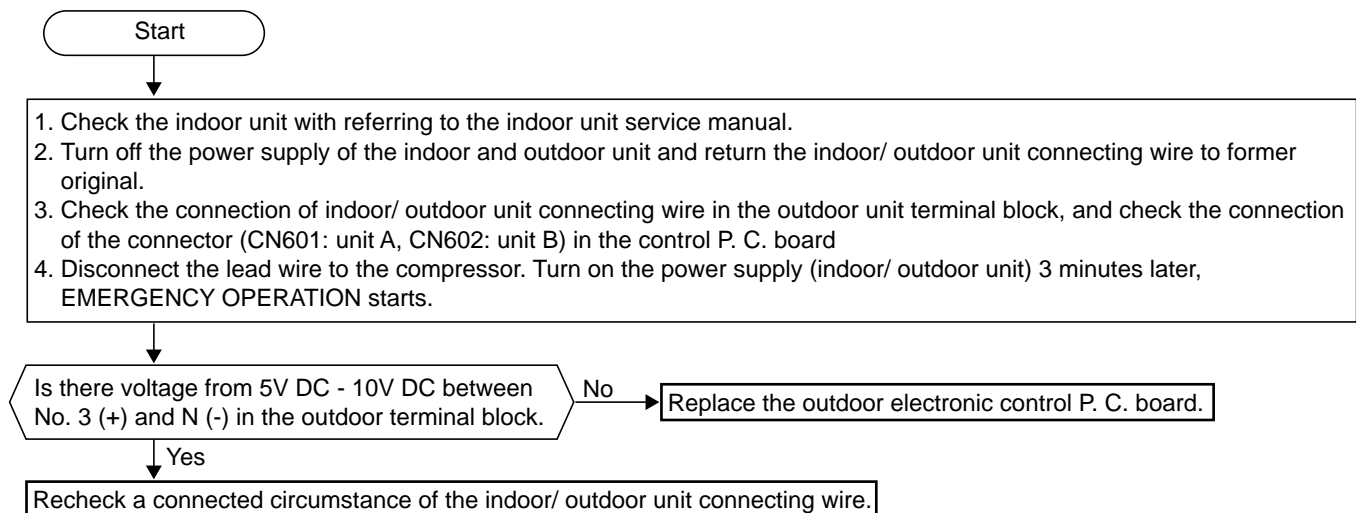 Start
1. Check the indoor unit with referring to the indoor unit service manual.
2. Turn off the power supply of the indoor and outdoor unit and return the indoor/ outdoor unit connecting wire to former
original.
3. Check the connection of indoor/ outdoor unit connecting wire in the outdoor unit terminal block, and check the connection
of the connector (CN601: unit A, CN602: unit B) in the control P. C. board
4. Disconnect the lead wire to the compressor. Turn on the power supply (indoor/ outdoor unit) 3 minutes later,
EMERGENCY OPERATION starts.
Is there voltage from 5V DC - 10V DC between
No. 3 (+) and N (-) in the outdoor terminal block.
No
Replace the outdoor electronic control P. C. board.
Yes
Recheck a connected circumstance of the indoor/ outdoor unit connecting wire.